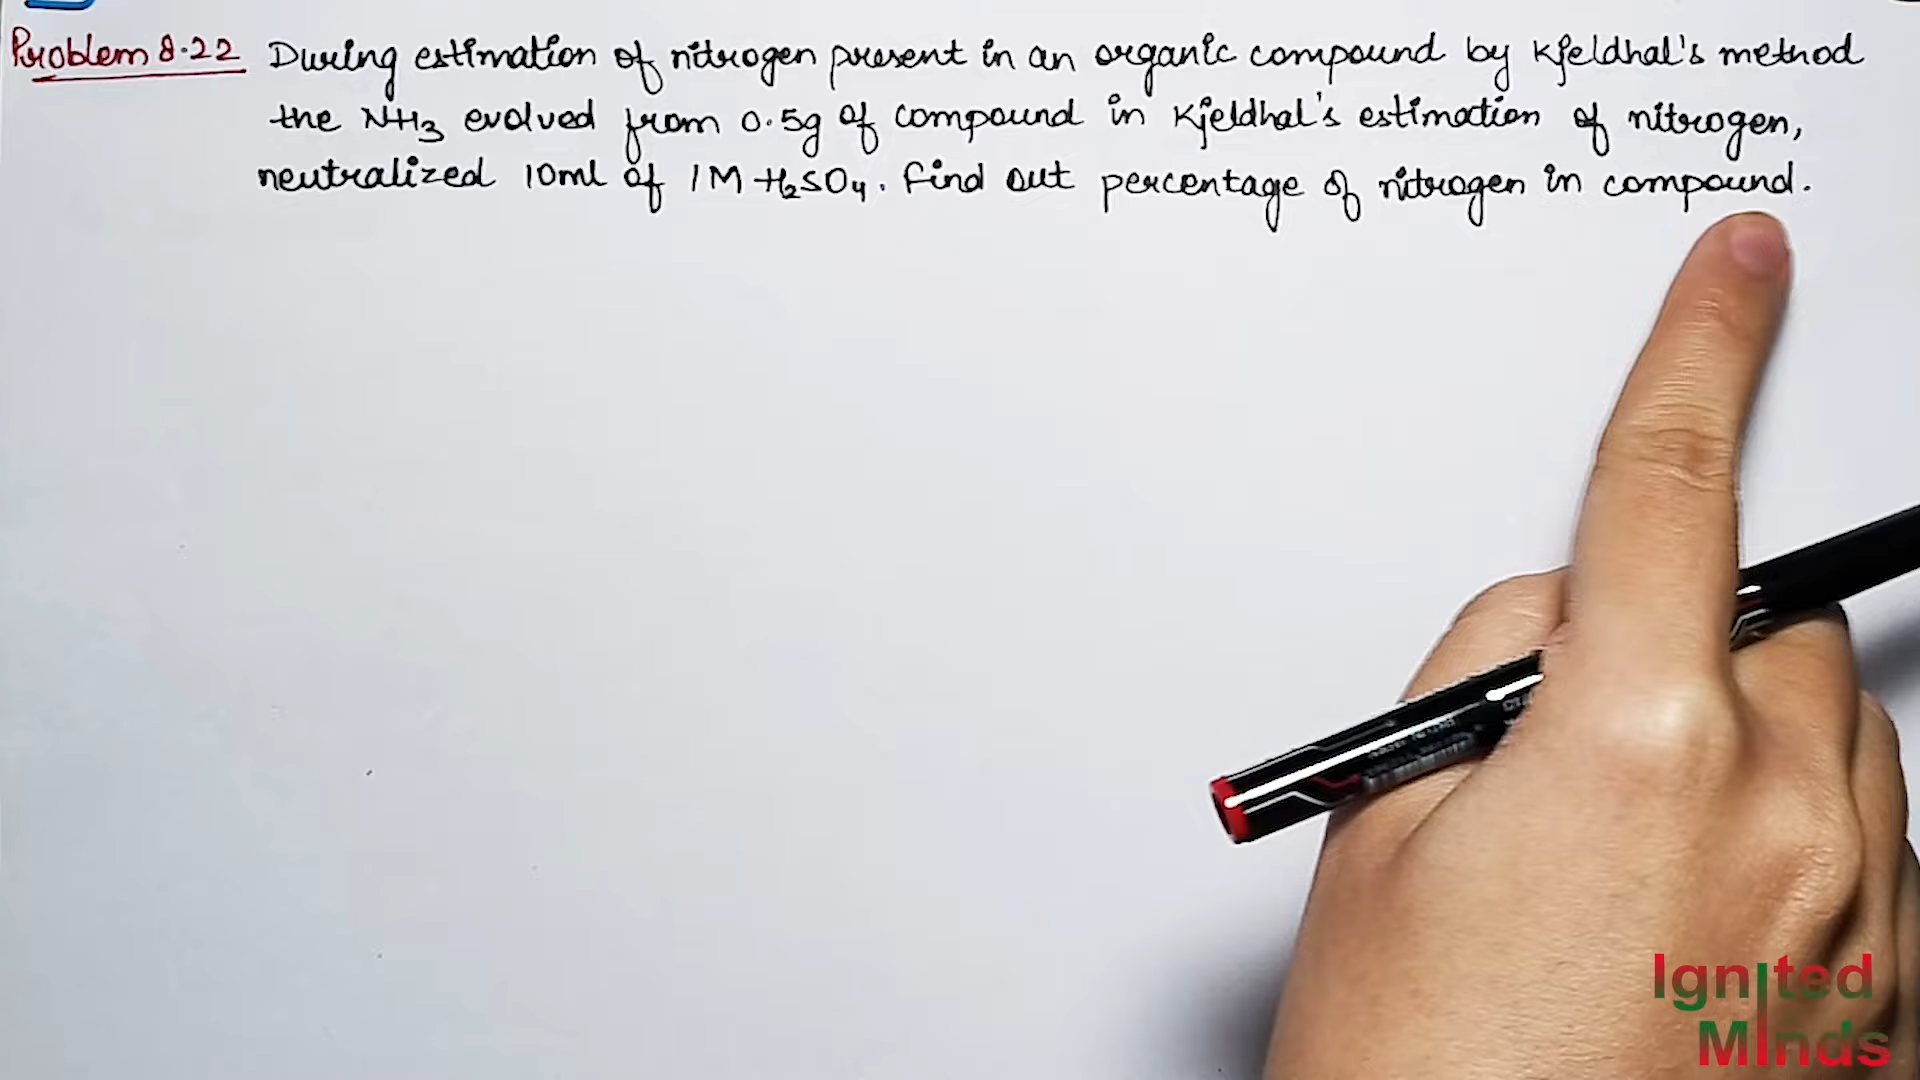 Problem 8.22 During estimation of nitrogen present in an organic compound by Kjeldhal's method
the NH₃ evolved from 0.5g of compound in Kjeldhal's estimation of nitrogen,
neutralized 10ml of 1M H₂SO₄. Find out percentage of nitrogen in compound.
Ignited
Minds